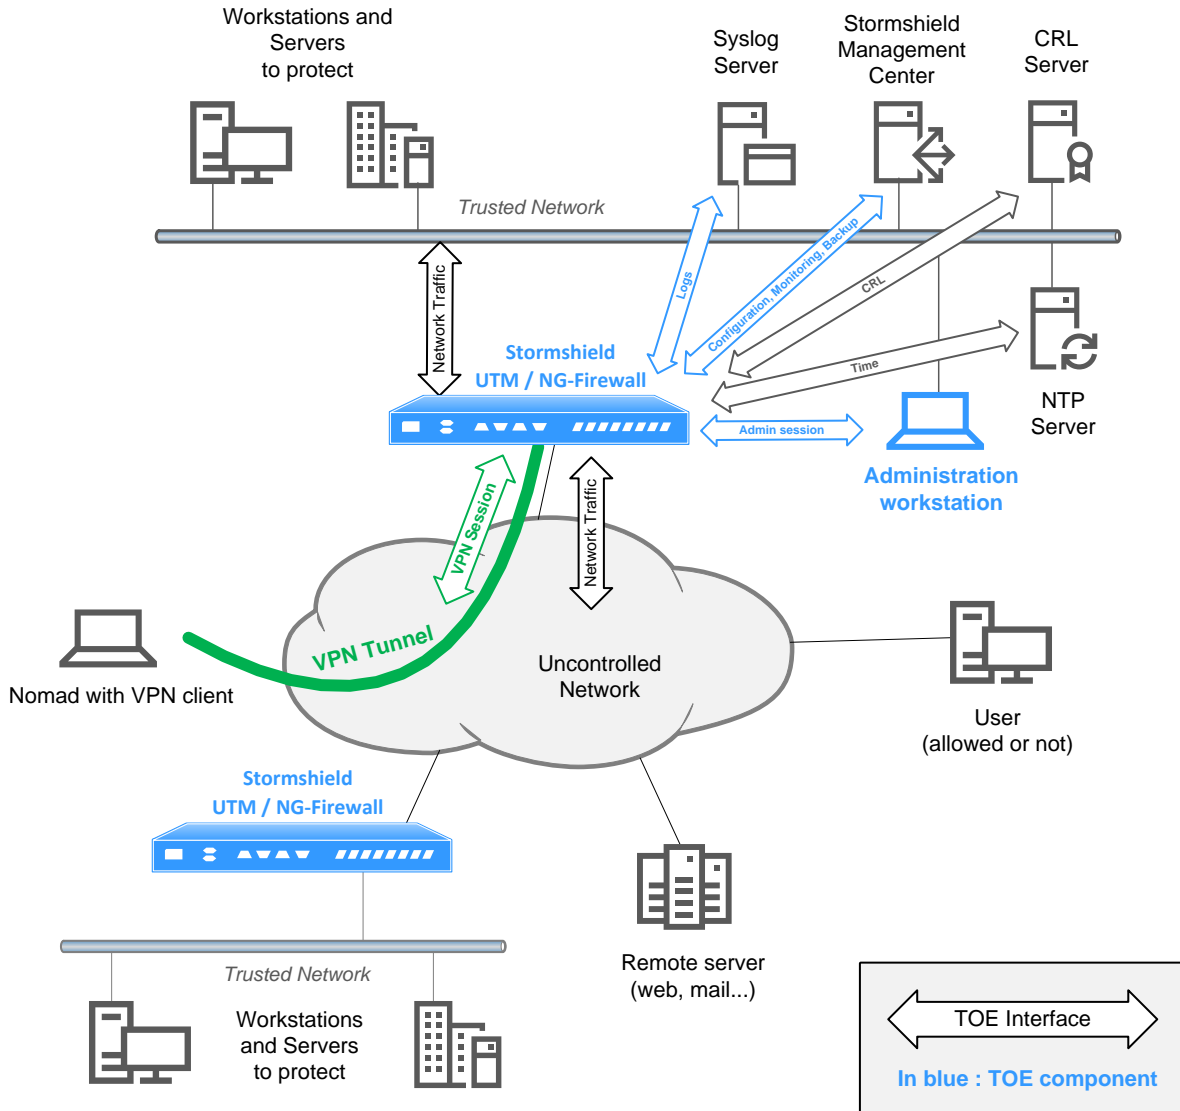 Workstations and
Servers
to protect
Syslog
Server
Stormshield
Management
Center
CRL
Server
Trusted Network
Network Traffic
Logs
Configuration, Monitoring, Backup
CRL
Time
Stormshield
UTM / NG-Firewall
NTP
Server
Admin session
Administration
workstation
VPN Session
Network Traffic
VPN Tunnel
Uncontrolled
Network
Nomad with VPN client
User
(allowed or not)
Stormshield
UTM / NG-Firewall
Trusted Network
Workstations
and Servers
to protect
Remote server
(web, mail...)
TOE Interface
In blue : TOE component